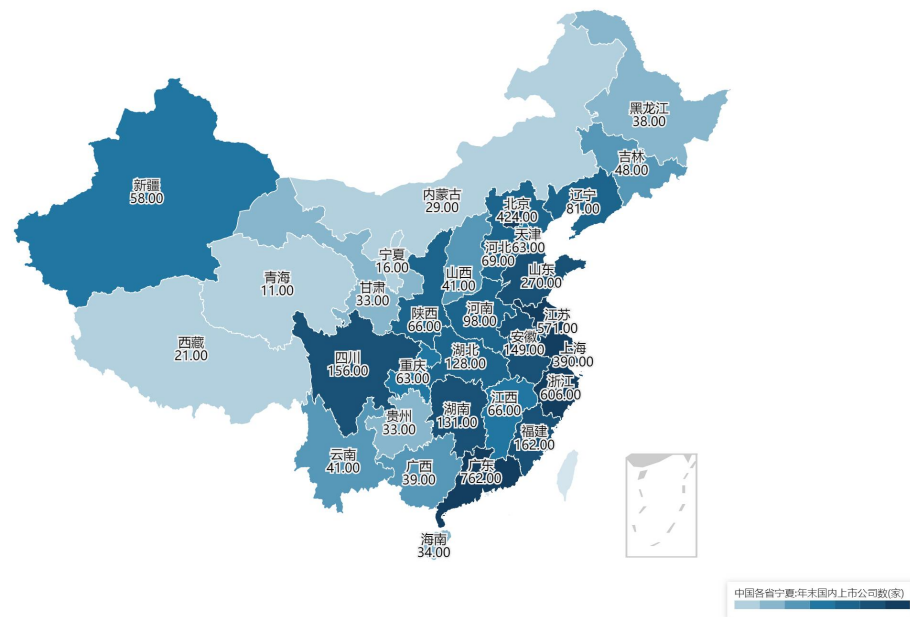 黑龙江
38.00
吉林
48.00
新疆
58.00
内蒙古
29.00
辽宁
81.00
北京
424.00
天津
63.00
河北
69.00
宁夏
16.00
山西
41.00
山东
270.00
青海
11.00
甘肃
33.00
陕西
66.00
河南
98.00
江苏
571.00
西藏
21.00
安徽
149.00
上海
390.00
四川
156.00
重庆
63.00
湖北
128.00
浙江
606.00
贵州
33.00
湖南
131.00
江西
66.00
福建
162.00
云南
41.00
广西
39.00
广东
762.00
海南
34.00
中国各省宁夏:年末国内上市公司数(家)